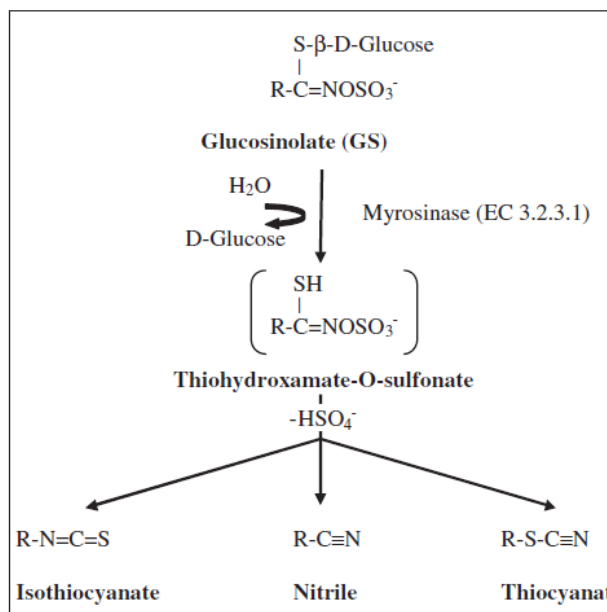 S-β-D-Glucose
|
R-C=NOSO₃⁻
Glucosinolate (GS)
H₂O
Myrosinase (EC 3.2.3.1)
D-Glucose
SH
|
R-C=NOSO₃⁻
Thiohydroxamate-O-sulfonate
-HSO₄⁻
R-N=C=S R-C≡N R-S-C≡N
Isothiocyanate Nitrile Thiocyanat